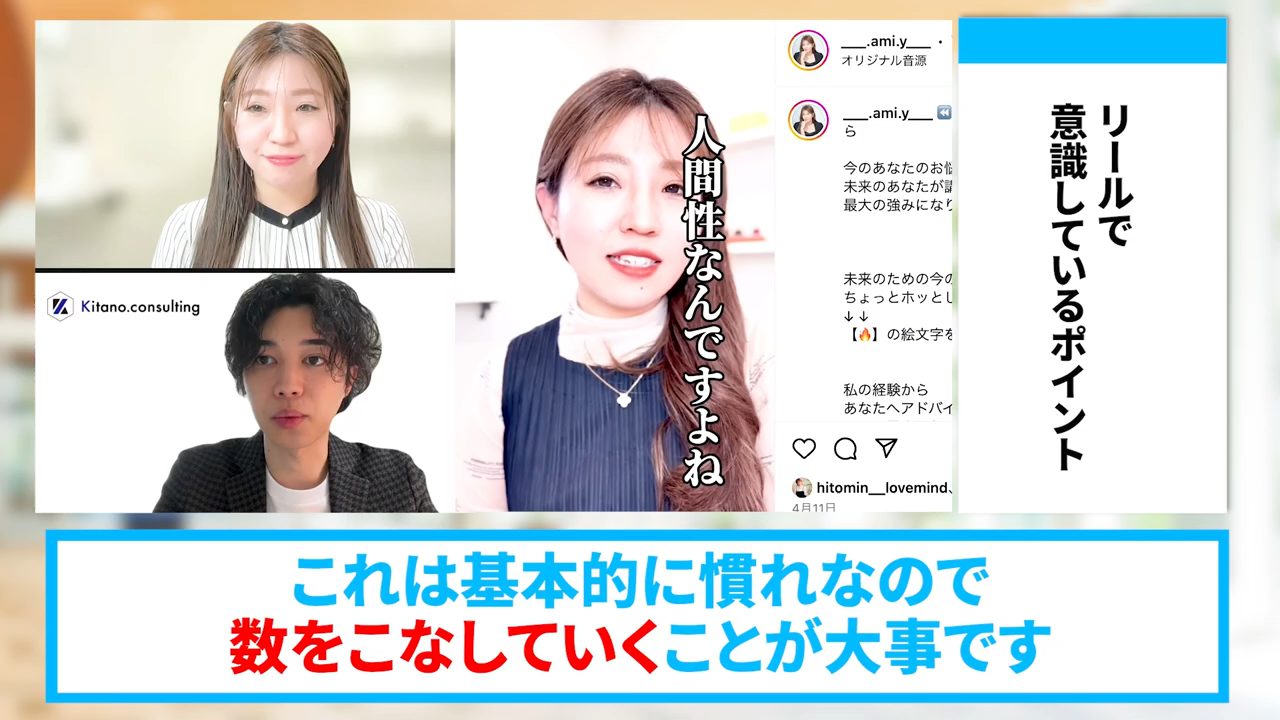 Kitano.consulting
人間性なんですよね
___.ami.y___ •
オリジナル音源
___.ami.y___ ⏪
ら
今のあなたのお悩
未来のあなたが
最大の強みになり
未来のための今の
ちょっとホッとし
↓↓
【🔥】の絵文字を
私の経験から
あなたへアドバイ
hitomin__lovemind、
4月11日
リールで
意識しているポイント
これは基本的に慣れなので
数をこなしていくことが大事です